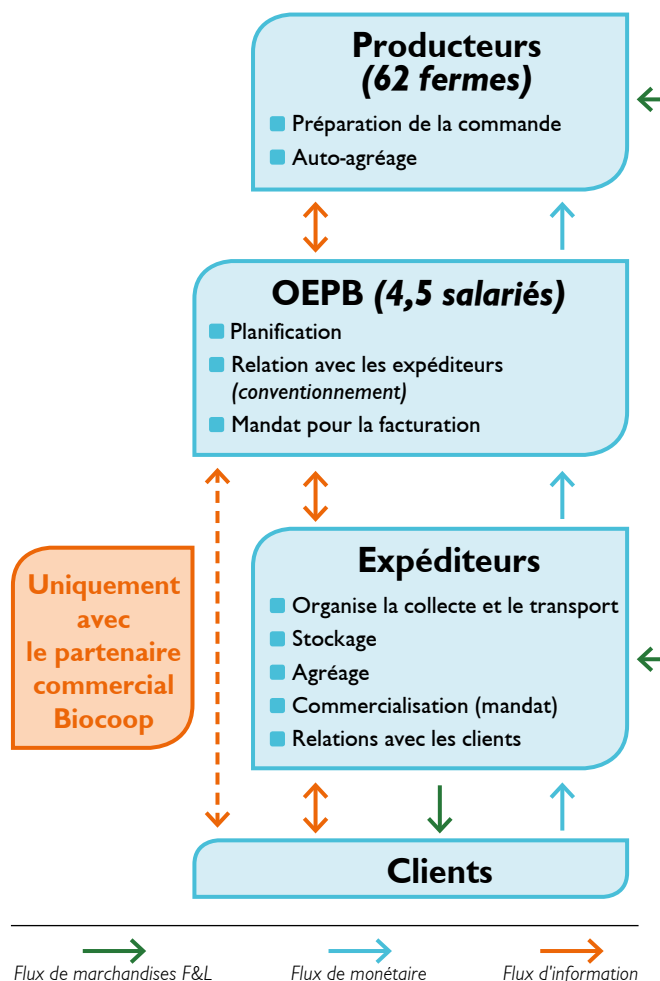 Producteurs
(62 fermes)
Préparation de la commande
Auto-agréage
OEPB (4,5 salariés)
Planification
Relation avec les expéditeurs
(conventionnement)
Mandat pour la facturation
Uniquement
avec
le partenaire
commercial
Biocoop
Expéditeurs
Organise la collecte et le transport
Stockage
Agréage
Commercialisation (mandat)
Relations avec les clients
Clients
Flux de marchandises F&L
Flux de monétaire
Flux d'information